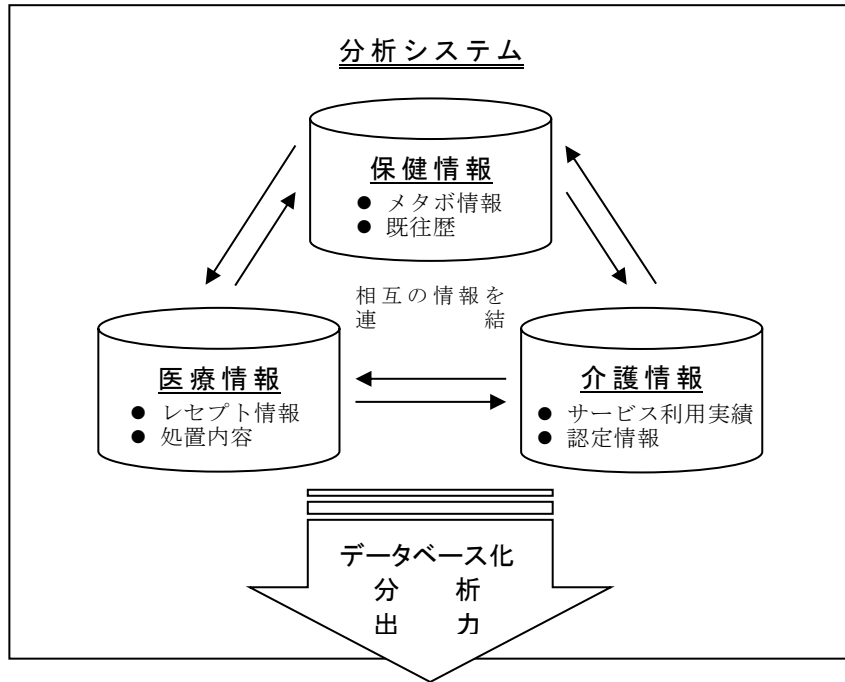 分析システム
保健情報
● メタボ情報
● 既往歴
相互の情報を
連結
医療情報
● レセプト情報
● 処置内容
介護情報
● サービス利用実績
● 認定情報
データベース化
分析
出力